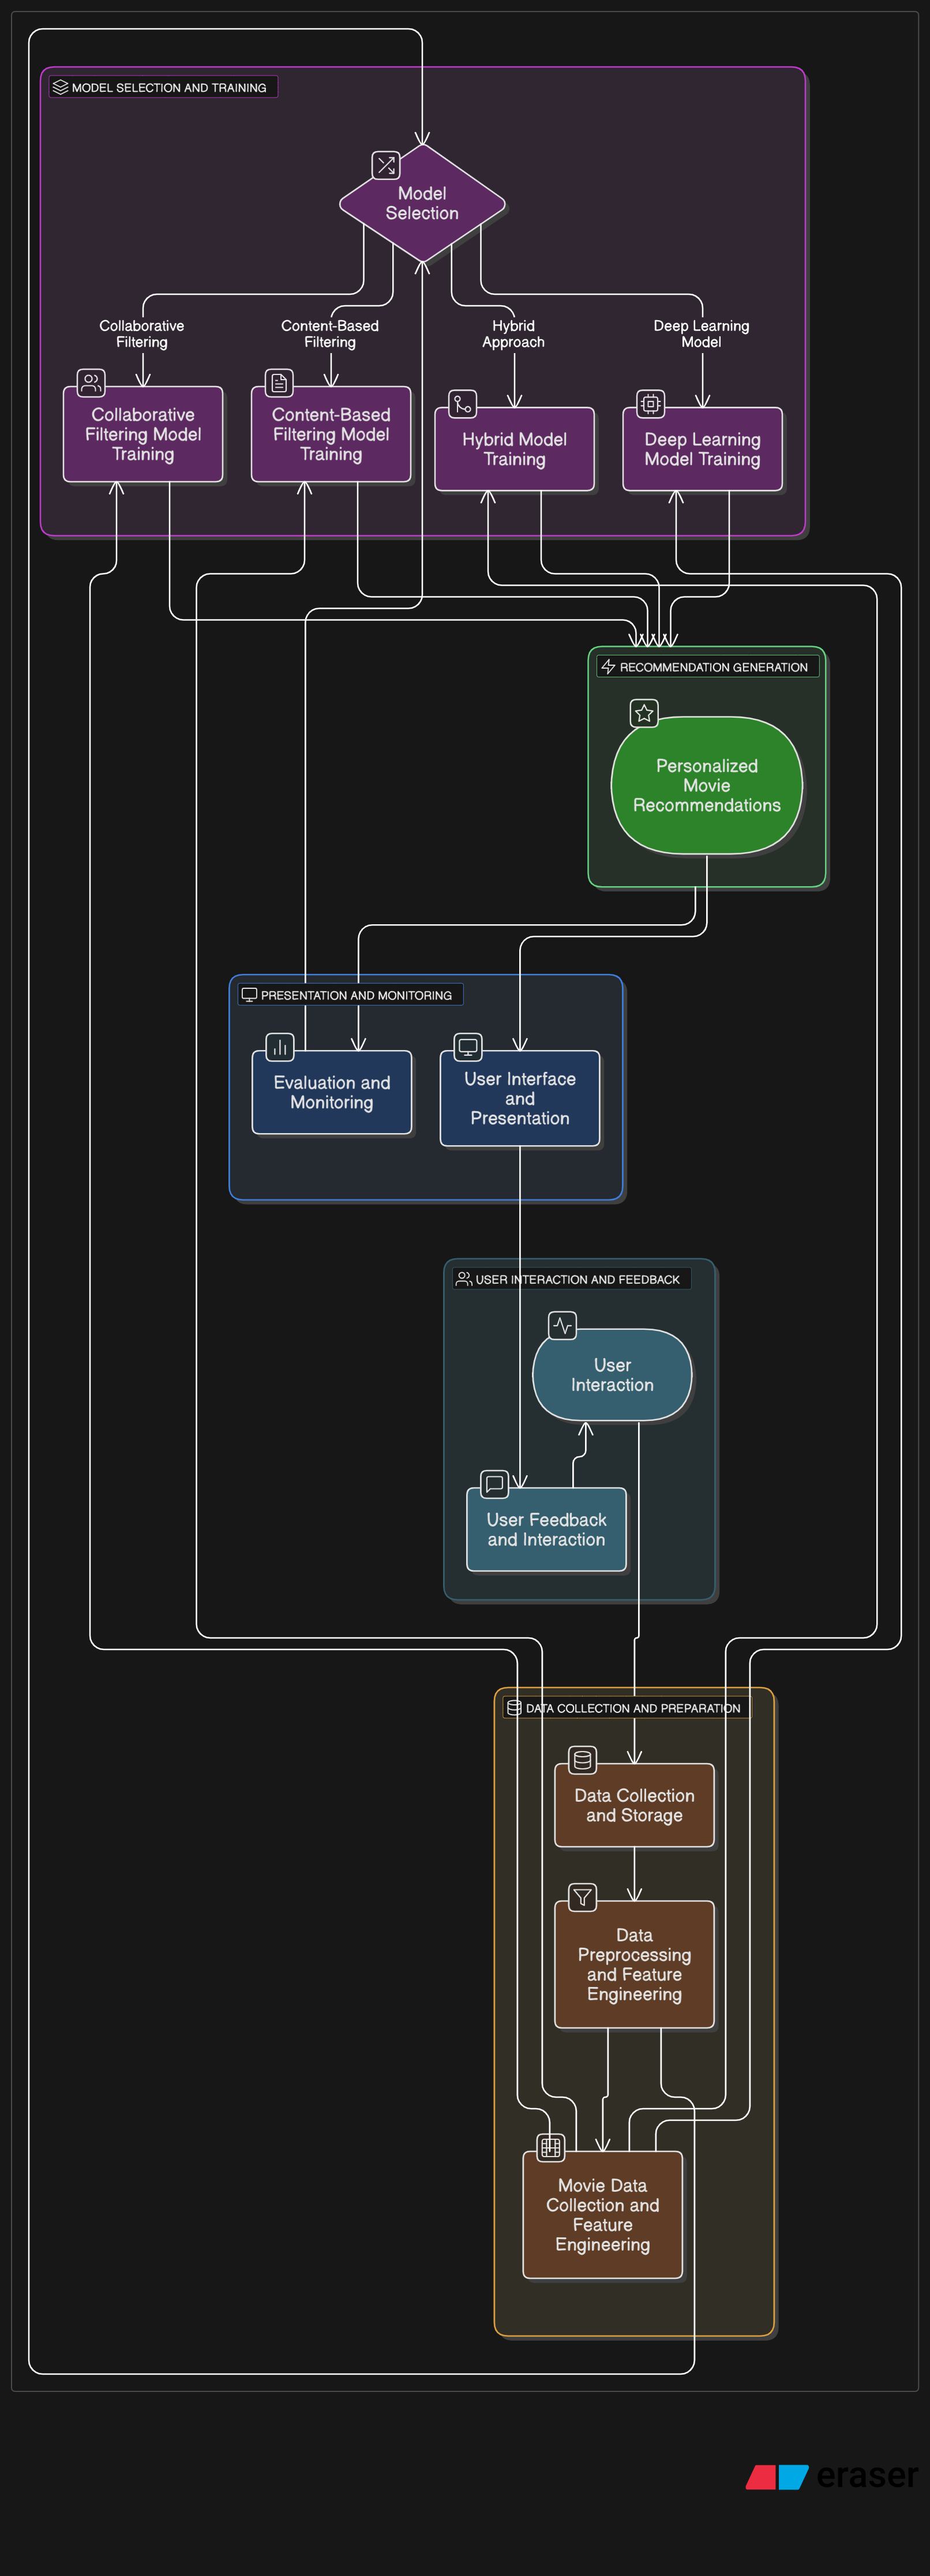 MODEL SELECTION AND TRAINING
Model
Selection
Collaborative
Filtering
Content-Based
Filtering
Hybrid
Approach
Deep Learning
Model
Collaborative
Filtering Model
Training
Content-Based
Filtering Model
Training
Hybrid Model
Training
Deep Learning
Model Training
RECOMMENDATION GENERATION
Personalized
Movie
Recommendations
PRESENTATION AND MONITORING
Evaluation and
Monitoring
User Interface
and
Presentation
USER INTERACTION AND FEEDBACK
User
Interaction
User Feedback
and Interaction
DATA COLLECTION AND PREPARATION
Data Collection
and Storage
Data
Preprocessing
and Feature
Engineering
Movie Data
Collection and
Feature
Engineering
eraser